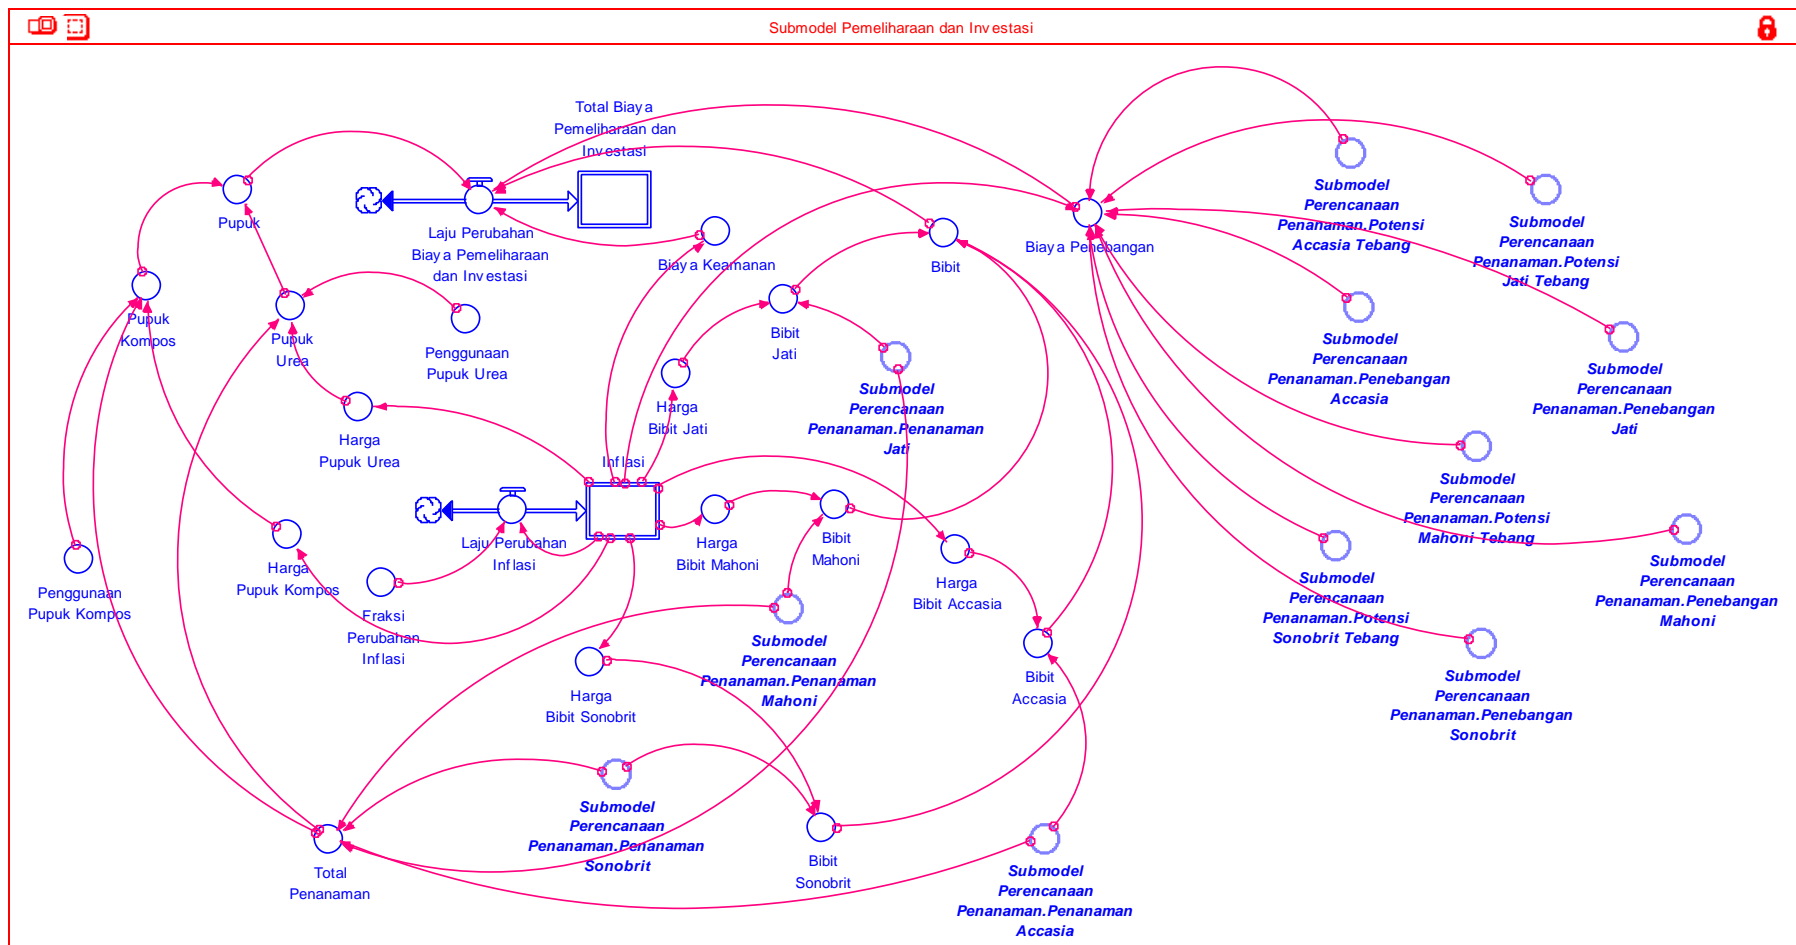 Submodel Pemeliharaan dan Investasi
Total Biaya
Pemeliharaan dan
Investasi
Pupuk
Laju Perubahan
Biaya Pemeliharaan
dan Investasi
Biaya Keamanan
Bibit
Biaya Penebangan
Submodel
Perencanaan
Penanaman.Potensi
Accasia Tebang
Submodel
Perencanaan
Penanaman.Potensi
Jati Tebang
Pupuk
Kompos
Pupuk
Urea
Penggunaan
Pupuk Urea
Bibit
Jati
Submodel
Perencanaan
Penanaman.Penebangan
Accasia
Submodel
Perencanaan
Penanaman.Penebangan
Jati
Harga
Pupuk Urea
Harga
Bibit Jati
Submodel
Perencanaan
Penanaman.Penanaman
Jati
Inflasi
Submodel
Perencanaan
Penanaman.Potensi
Mahoni Tebang
Laju Perubahan
Inflasi
Harga
Bibit Mahoni
Bibit
Mahoni
Harga
Bibit Accasia
Submodel
Perencanaan
Penanaman.Potensi
Sonobrit Tebang
Submodel
Perencanaan
Penanaman.Penebangan
Mahoni
Penggunaan
Pupuk Kompos
Harga
Pupuk Kompos
Fraksi
Perubahan
Inflasi
Submodel
Perencanaan
Penanaman.Penanaman
Mahoni
Bibit
Accasia
Submodel
Perencanaan
Penanaman.Penebangan
Sonobrit
Harga
Bibit Sonobrit
Submodel
Perencanaan
Penanaman.Penanaman
Sonobrit
Bibit
Sonobrit
Total
Penanaman
Submodel
Perencanaan
Penanaman.Penanaman
Accasia